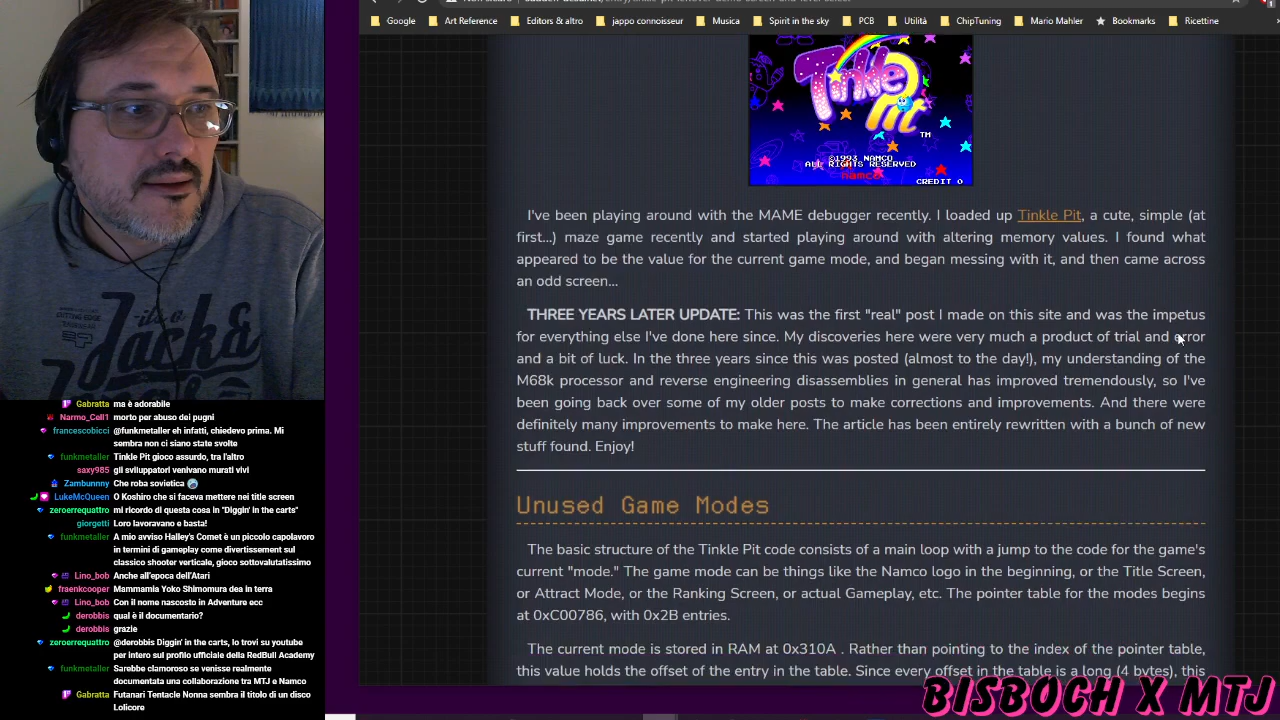 Google
Art Reference
Editors & altro
jappo connoisseur
Musica
Spirit in the sky
PCB
Utilità
ChipTuning
Mario Mahler
Bookmarks
Ricettine
Tinkle Pit TM
©1993 NAMCO
ALL RIGHTS RESERVED
namco
CREDIT 0
I've been playing around with the MAME debugger recently. I loaded up Tinkle Pit, a cute, simple (at
first...) maze game recently and started playing around with altering memory values. I found what
appeared to be the value for the current game mode, and began messing with it, and then came across
an odd screen...
THREE YEARS LATER UPDATE: This was the first "real" post I made on this site and was the impetus
for everything else I've done here since. My discoveries here were very much a product of trial and error
and a bit of luck. In the three years since this was posted (almost to the day!), my understanding of the
M68k processor and reverse engineering disassemblies in general has improved tremendously, so I've
been going back over some of my older posts to make corrections and improvements. And there were
definitely many improvements to make here. The article has been entirely rewritten with a bunch of new
stuff found. Enjoy!
Unused Game Modes
The basic structure of the Tinkle Pit code consists of a main loop with a jump to the code for the game's
current "mode." The game mode can be things like the Namco logo in the beginning, or the Title Screen,
or Attract Mode, or the Ranking Screen, or actual Gameplay, etc. The pointer table for the modes begins
at 0xC00786, with 0x2B entries.
The current mode is stored in RAM at 0x310A . Rather than pointing to the index of the pointer table,
this value holds the offset of the entry in the table. Since every offset in the table is a long (4 bytes), this
Gabratta ma è adorabile
Narmo_Cell1 morto per abuso dei pugni
francescobicci @funkmetaller eh infatti, chiedevo prima. Mi
sembra non ci siano state svolte
funkmetaller Tinkle Pit gioco assurdo, tra l'altro
saxy985 gli sviluppatori venivano murati vivi
Zambunnny Che roba sovietica
LukeMcQueen O Koshiro che si faceva mettere nei title screen
zeroerrequattro mi ricordo di questa cosa in "Diggin' in the carts"
giorgetti Loro lavoravano e basta!
funkmetaller A mio avviso Halley's Comet è un piccolo capolavoro
in termini di gameplay come divertissement sul
classico shooter verticale, gioco sottovalutatissimo
Lino_bob Anche all'epoca dell'Atari
fraenkcooper Mammamia Yoko Shimomura dea in terra
Lino_bob Con il nome nascosto in Adventure ecc
derobbis qual è il documentario?
derobbis grazie
zeroerrequattro @derobbis Diggin' in the carts, lo trovi su youtube
per intero sul profilo ufficiale della RedBull Academy
funkmetaller Sarebbe clamoroso se venisse realmente
documentata una collaborazione tra MTJ e Namco
Gabratta Futanari Tentacle Nonna sembra il titolo di un disco
Lolicore
BISBOCH X MTJ